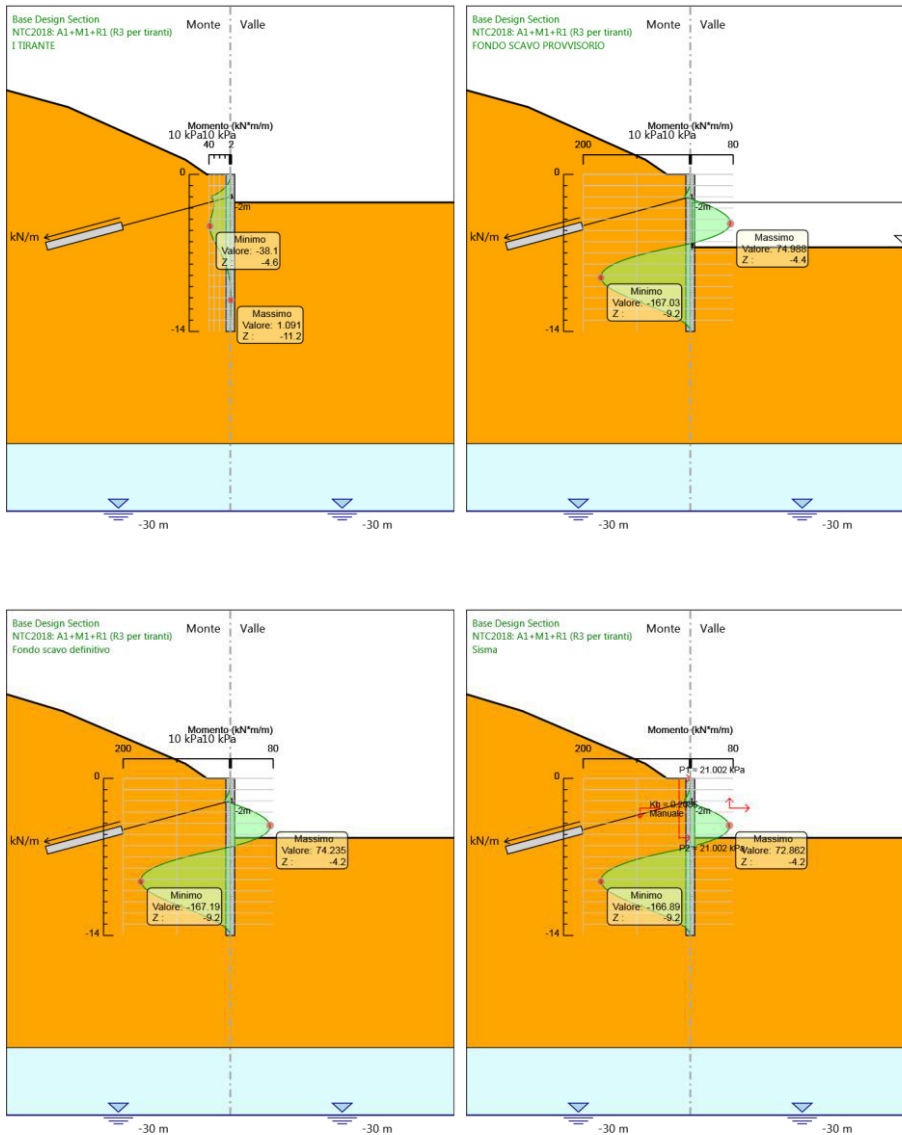 Base Design Section
NTC2018: A1+M1+R1 (R3 per tiranti)
I TIRANTE
Monte
Valle
Momento (kN*m/m)
10 kPa
10 kPa
40
2
0
-2m
kN/m
Minimo
Valore: -38.1
Z : -4.6
Massimo
Valore: 1.091
Z : -11.2
-14
-30 m
-30 m
Base Design Section
NTC2018: A1+M1+R1 (R3 per tiranti)
FONDO SCAVO PROVVISORIO
Monte
Valle
Momento (kN*m/m)
10 kPa
10 kPa
200
80
0
-2m
kN/m
Massimo
Valore: 74.988
Z : -4.4
Minimo
Valore: -167.03
Z : -9.2
-14
-30 m
-30 m
Base Design Section
NTC2018: A1+M1+R1 (R3 per tiranti)
Fondo scavo definitivo
Monte
Valle
Momento (kN*m/m)
10 kPa
10 kPa
200
80
0
-2m
kN/m
Massimo
Valore: 74.235
Z : -4.2
Minimo
Valore: -167.19
Z : -9.2
-14
-30 m
-30 m
Base Design Section
NTC2018: A1+M1+R1 (R3 per tiranti)
Sisma
Monte
Valle
Momento (kN*m/m)
200
80
P1 = 21.002 kPa
0
-2m
Kh =
Manuale
kN/m
P2 = 21.002 kPa
Massimo
Valore: 72.862
Z : -4.2
Minimo
Valore: -166.89
Z : -9.2
-14
-30 m
-30 m